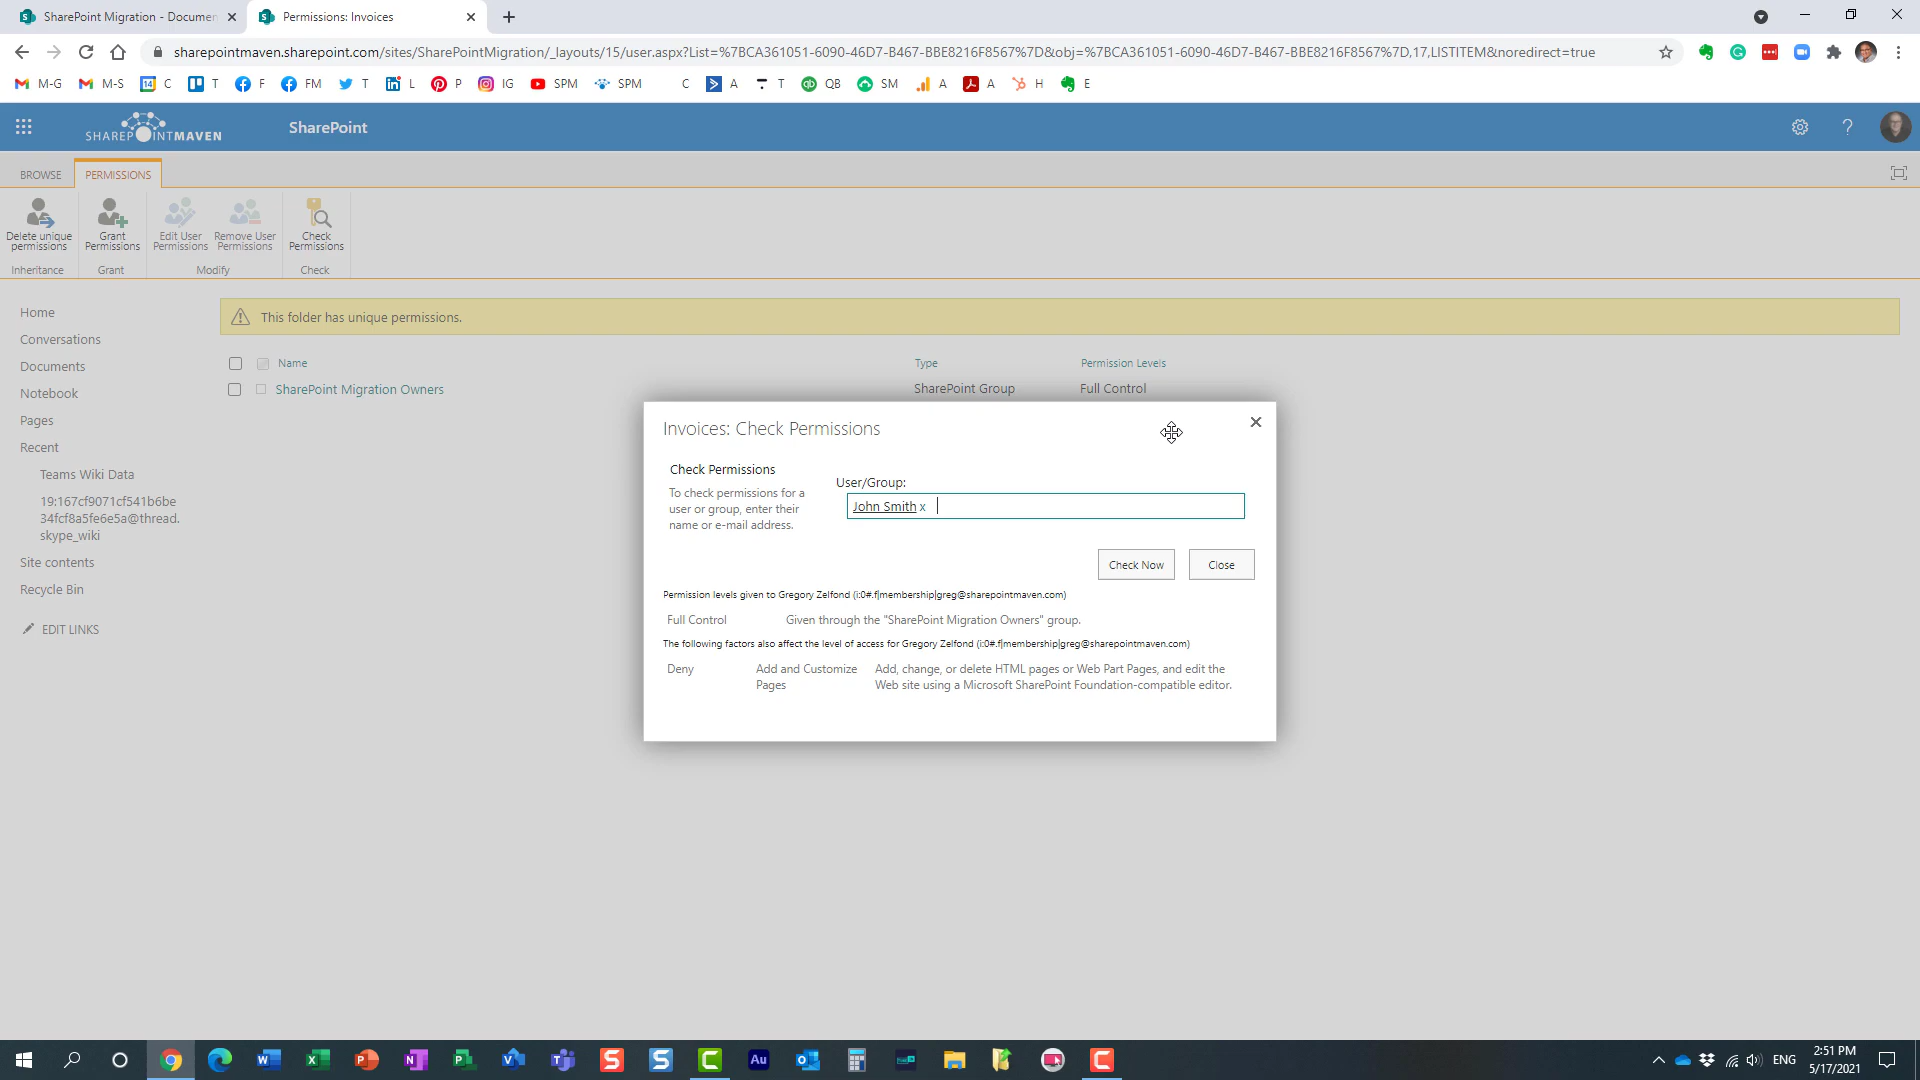 SharePoint Migration - Documen
Permissions: Invoices
sharepointmaven.sharepoint.com/sites/SharePointMigration/_layouts/15/user.aspx?List=%7BCA361051-6090-46D7-B467-BBE8216F8567%7D&obj=%7BCA361051-6090-46D7-B467-BBE8216F8567%7D,17,LISTITEM&noredirect=true
M-G M-S C T F FM T L P IG SPM SPM C A T QB SM A A H E
SHAREPOINTMAVEN
SharePoint
BROWSE
PERMISSIONS
Delete unique
permissions
Grant
Permissions
Edit User
Permissions
Remove User
Permissions
Check
Permissions
Inheritance
Grant
Modify
Check
Home
Conversations
Documents
Notebook
Pages
Recent
Teams Wiki Data
19:167cf9071cf541b6be
34fcf8a5fe6e5a@thread.
skype_wiki
Site contents
Recycle Bin
EDIT LINKS
This folder has unique permissions.
Name Type Permission Levels
SharePoint Migration Owners SharePoint Group Full Control
Invoices: Check Permissions
Check Permissions
To check permissions for a
user or group, enter their
name or e-mail address.
User/Group:
John Smith x
Check Now
Close
Permission levels given to Gregory Zelfond (i:0#.f|membership|greg@sharepointmaven.com)
Full Control Given through the "SharePoint Migration Owners" group.
The following factors also affect the level of access for Gregory Zelfond (i:0#.f|membership|greg@sharepointmaven.com)
Deny
Add and Customize
Pages
Add, change, or delete HTML pages or Web Part Pages, and edit the
Web site using a Microsoft SharePoint Foundation-compatible editor.
ENG
2:51 PM
5/17/2021